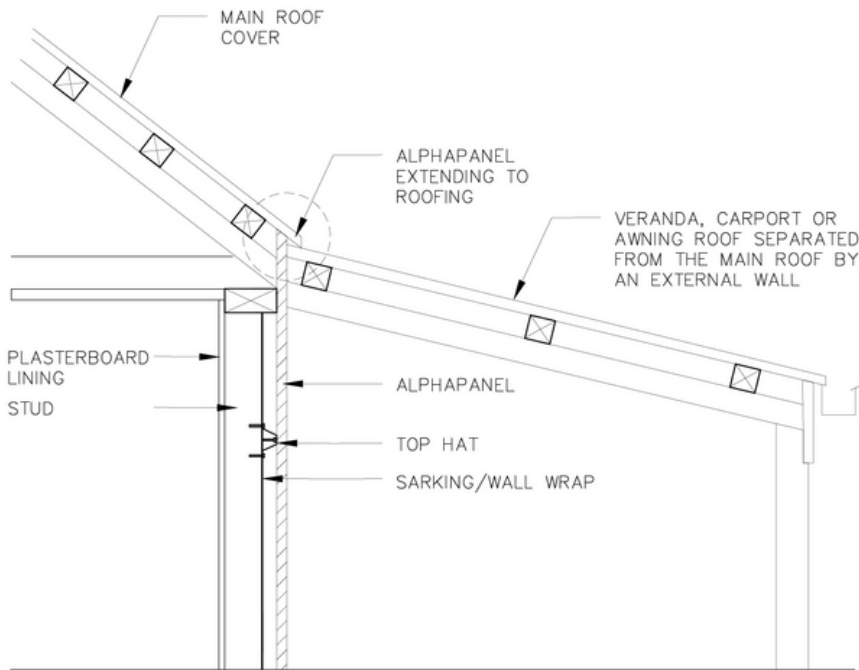 MAIN ROOF
COVER
ALPHAPANEL
EXTENDING TO
ROOFING
VERANDA, CARPORT OR
AWNING ROOF SEPARATED
FROM THE MAIN ROOF BY
AN EXTERNAL WALL
PLASTERBOARD
LINING
STUD
ALPHAPANEL
TOP HAT
SARKING/WALL WRAP